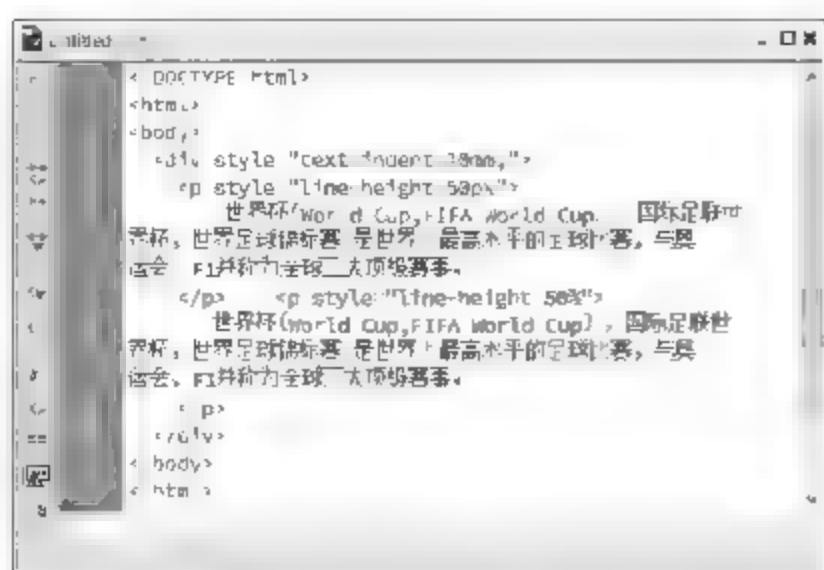 < DOCTYPE html>
<html>
<body>
<div style "text indent 10mm;">
<p style "line-height 50px">
世界杯(World Cup,FIFA World Cup 国际足联世
界杯，世界足球锦标赛 是世界 最高水平的足球比赛，与奥
运会、F1并称为全球三大顶级赛事。
</p> <p style "line-height 50%">
世界杯(World Cup,FIFA World Cup)，国际足联世
界杯，世界足球锦标赛 是世界上最高水平的足球比赛，与奥
运会、F1并称为全球三大顶级赛事。
< p>
</div>
< body>
< htm >